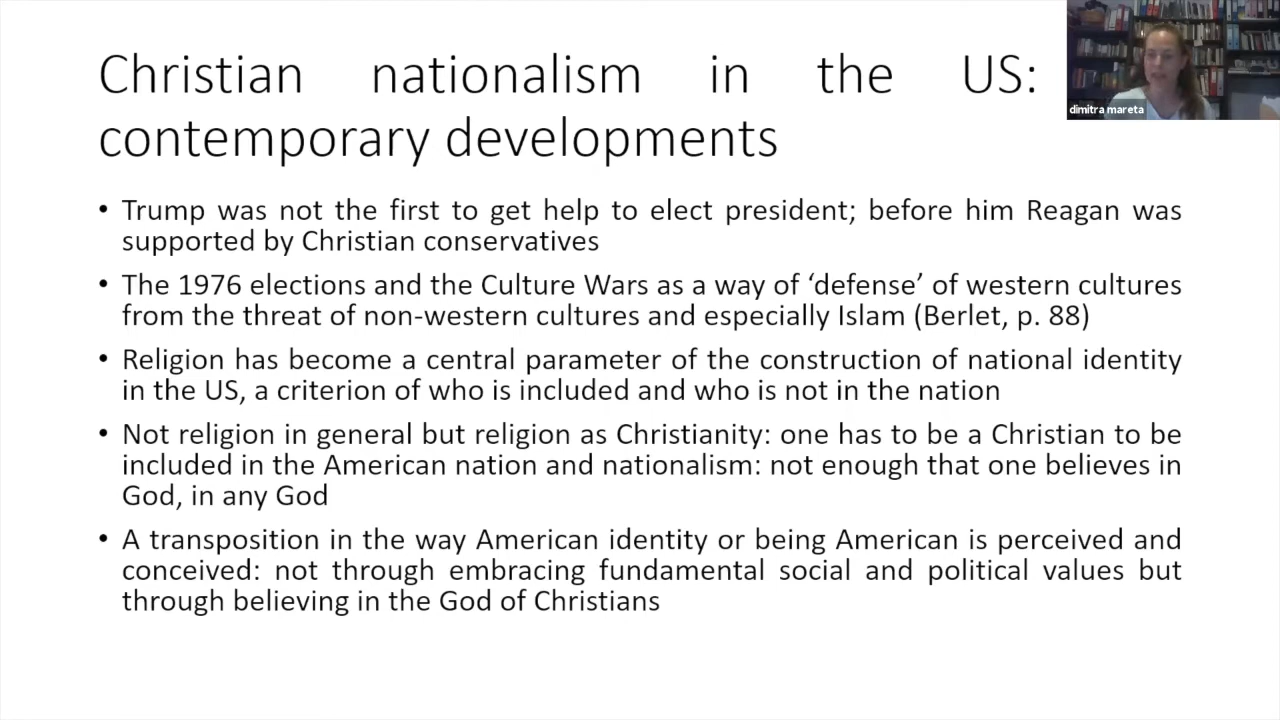 Christian nationalism in the US:
contemporary developments
dimitra mareta
• Trump was not the first to get help to elect president; before him Reagan was
supported by Christian conservatives
• The 1976 elections and the Culture Wars as a way of ‘defense’ of western cultures
from the threat of non-western cultures and especially Islam (Berlet, p. 88)
• Religion has become a central parameter of the construction of national identity
in the US, a criterion of who is included and who is not in the nation
• Not religion in general but religion as Christianity: one has to be a Christian to be
included in the American nation and nationalism: not enough that one believes in
God, in any God
• A transposition in the way American identity or being American is perceived and
conceived: not through embracing fundamental social and political values but
through believing in the God of Christians